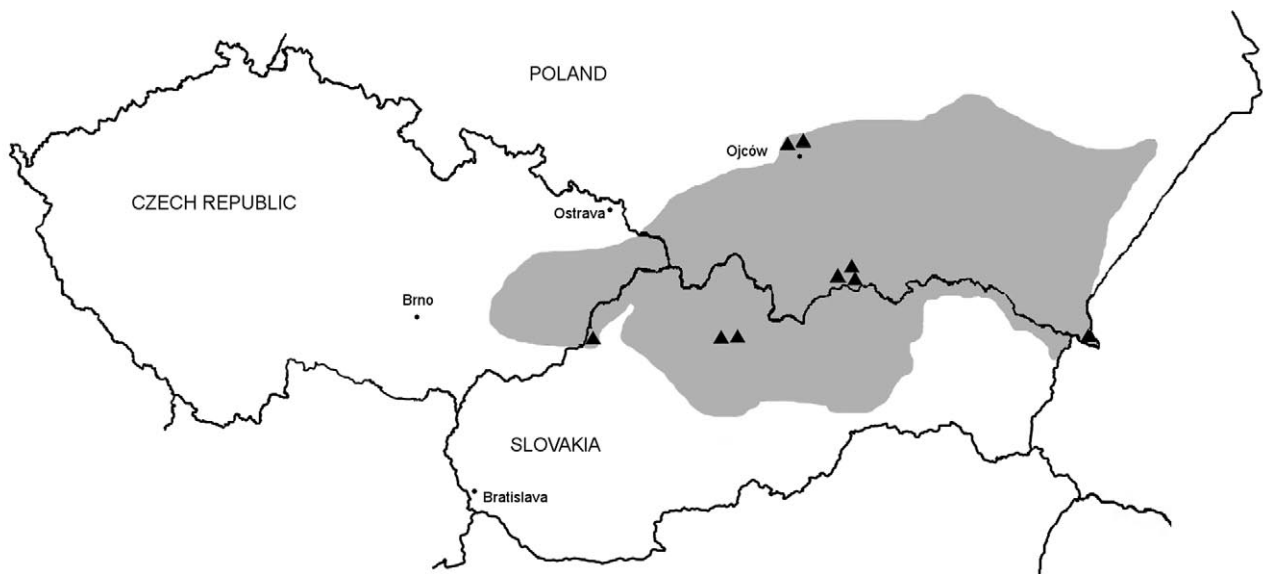 POLAND
Ojców
CZECH REPUBLIC
Ostrava
Brno
SLOVAKIA
Bratislava